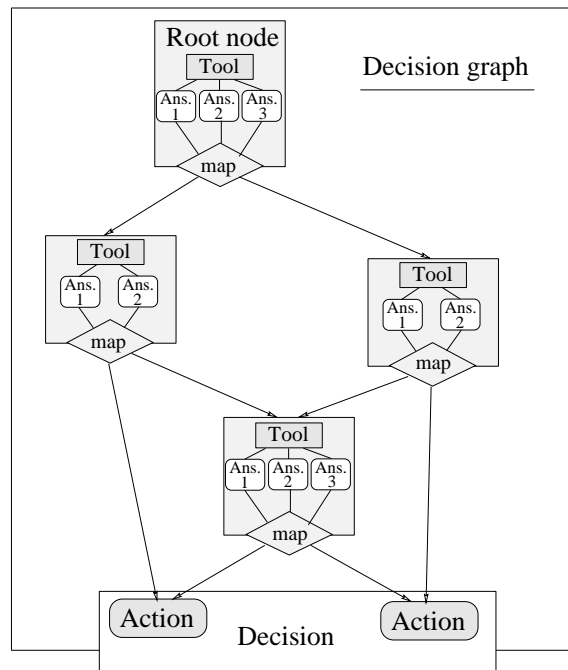 Root node
Tool
Ans. 1
Ans. 2
Ans. 3
map
Decision graph
Tool
Ans. 1
Ans. 2
map
Tool
Ans. 1
Ans. 2
map
Tool
Ans. 1
Ans. 2
Ans. 3
map
Action
Action
Decision